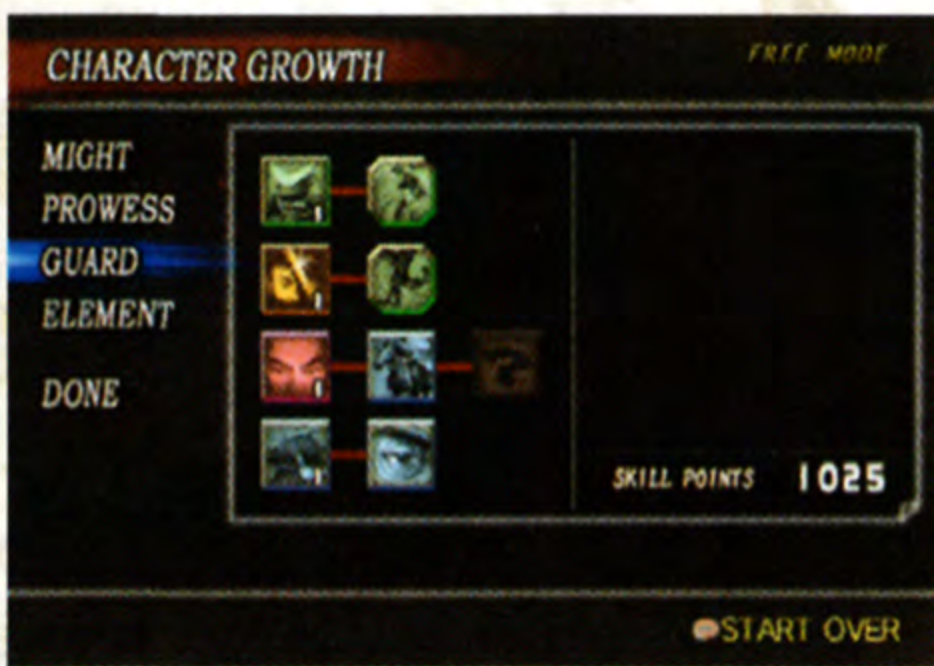 CHARACTER GROWTH
FREE MODE
MIGHT
PROWESS
GUARD
ELEMENT
DONE
SKILL POINTS 1025
START OVER